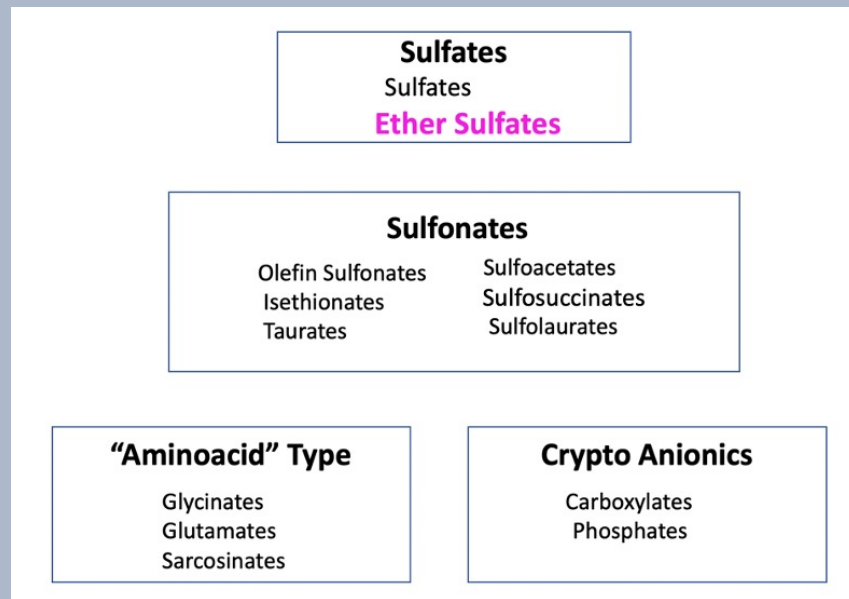 Sulfates
Sulfates
Ether Sulfates
Sulfonates
Olefin Sulfonates
Isethionates
Taurates
Sulfoacetates
Sulfosuccinates
Sulfolaurates
“Aminoacid” Type
Glycinates
Glutamates
Sarcosinates
Crypto Anionics
Carboxylates
Phosphates